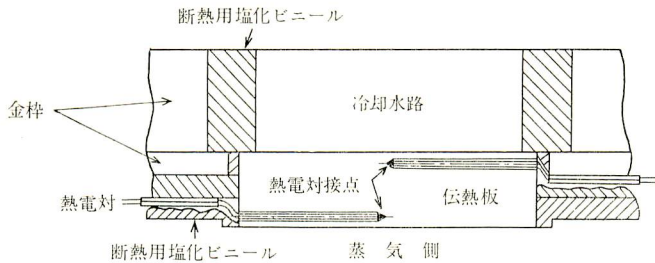 断熱用塩化ビニール
冷却水路
金枠
熱電対接点
伝熱板
熱電対
断熱用塩化ビニール
蒸気側